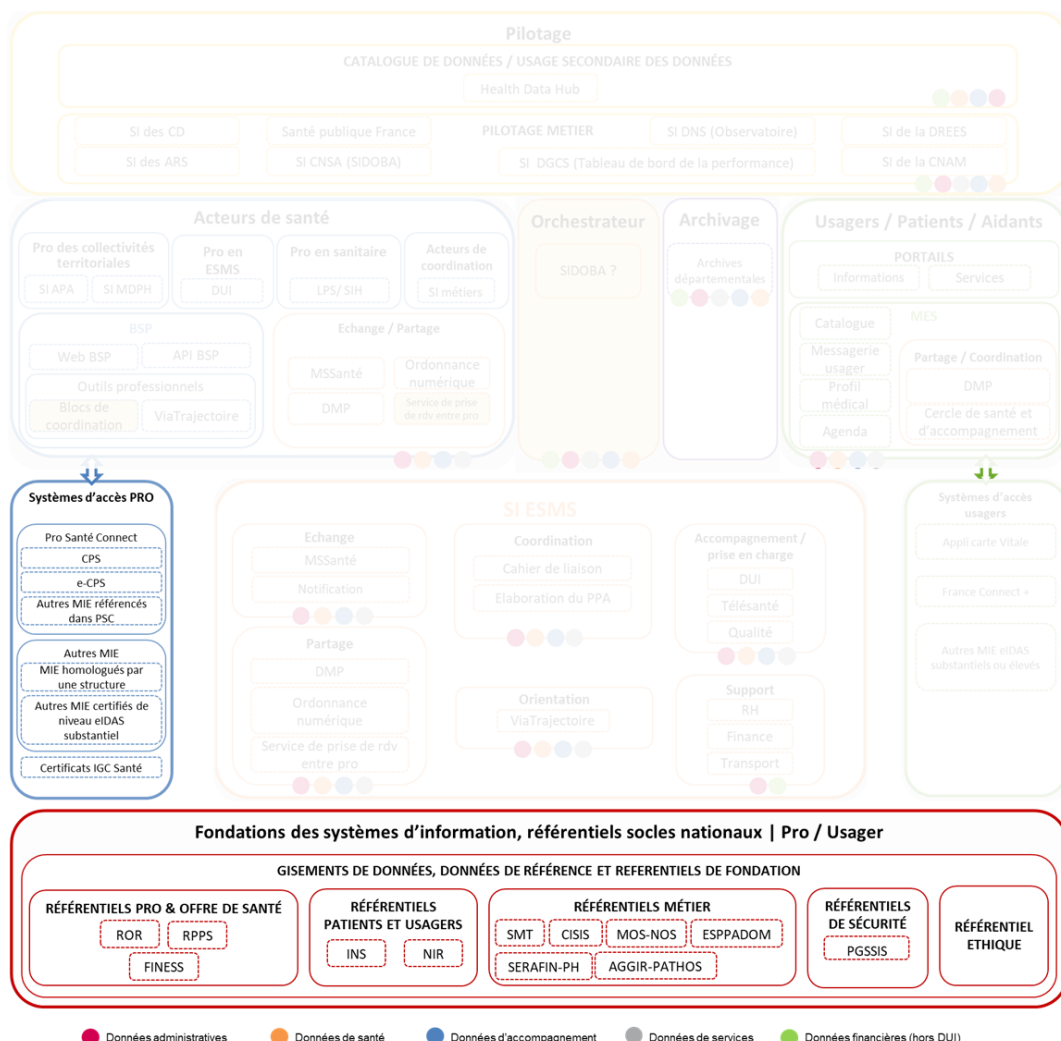 Pilotage
CATALOGUE DE DONNÉES / USAGE SECONDAIRE DES DONNÉES
Health Data Hub
SI des CD
Santé publique France
PILOTAGE METIER
SI DNS (Observatoire)
SI de la DREES
SI des ARS
SI CNSA (SIDOBA)
SI DGCS (Tableau de bord de la performance)
SI de la CNAM
Acteurs de santé
Pro des collectivités
territoriales
SI APA
SI MDPH
Pro en
ESMS
DUI
Pro en sanitaire
LPS/ SIH
Acteurs de
coordination
SI métiers
BSP
Web BSP
API BSP
Outils professionnels
Blocs de
coordination
ViaTrajectoire
Echange / Partage
MSSanté
Ordonnance
numérique
DMP
Service de prise
de rdv entre pro
Orchestrateur
SIDOBA ?
Archivage
Archives
départementales
Usagers / Patients / Aidants
PORTAILS
Informations
Services
MES
Catalogue
Messagerie
usager
Profil
médical
Agenda
Partage / Coordination
DMP
Cercle de santé et
d'accompagnement
Systèmes d'accès PRO
Pro Santé Connect
CPS
e-CPS
Autres MIE référencés
dans PSC
Autres MIE
MIE homologués par
une structure
Autres MIE certifiés de
niveau eIDAS
substantiel
Certificats IGC Santé
SI ESMS
Echange
MSSanté
Notification
Partage
DMP
Ordonnance
numérique
Service de prise de rdv
entre pro
Coordination
Cahier de liaison
Elaboration du PPA
Orientation
ViaTrajectoire
Accompagnement /
prise en charge
DUI
Télésanté
Qualité
Support
RH
Finance
Transport
Systèmes d'accès
usagers
Appli carte Vitale
France Connect +
Autres MIE eIDAS
substantiels ou élevés
Fondations des systèmes d'information, référentiels socles nationaux | Pro / Usager
GISEMENTS DE DONNÉES, DONNÉES DE RÉFÉRENCE ET REFERENTIELS DE FONDATION
RÉFÉRENTIELS PRO & OFFRE DE SANTÉ
ROR
RPPS
FINESS
RÉFÉRENTIELS
PATIENTS ET USAGERS
INS
NIR
RÉFÉRENTIELS MÉTIER
SMT
CISIS
MOS-NOS
ESPPADOM
SERAFIN-PH
AGGIR-PATHOS
RÉFÉRENTIELS
DE SÉCURITÉ
PGSSIS
RÉFÉRENTIEL
ETHIQUE
Données administratives
Données de santé
Données d'accompagnement
Données de services
Données financières (hors DUI)